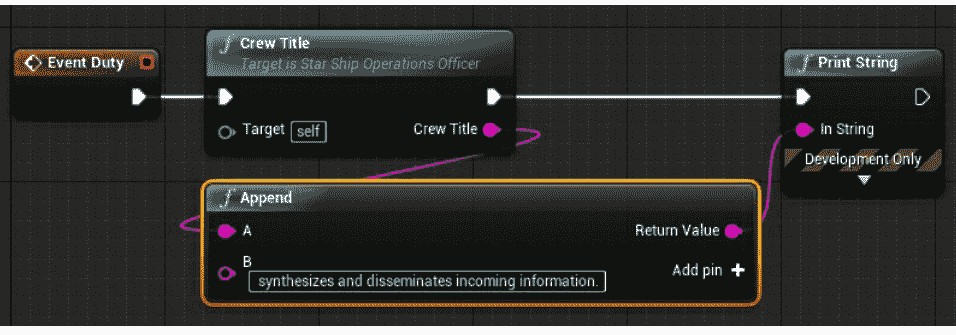 Event Duty
f Crew Title
Target is Star Ship Operations Officer
Target self
Crew Title
f Print String
In String
Development Only
f Append
A
Return Value
B
synthesizes and disseminates incoming information.
Add pin +